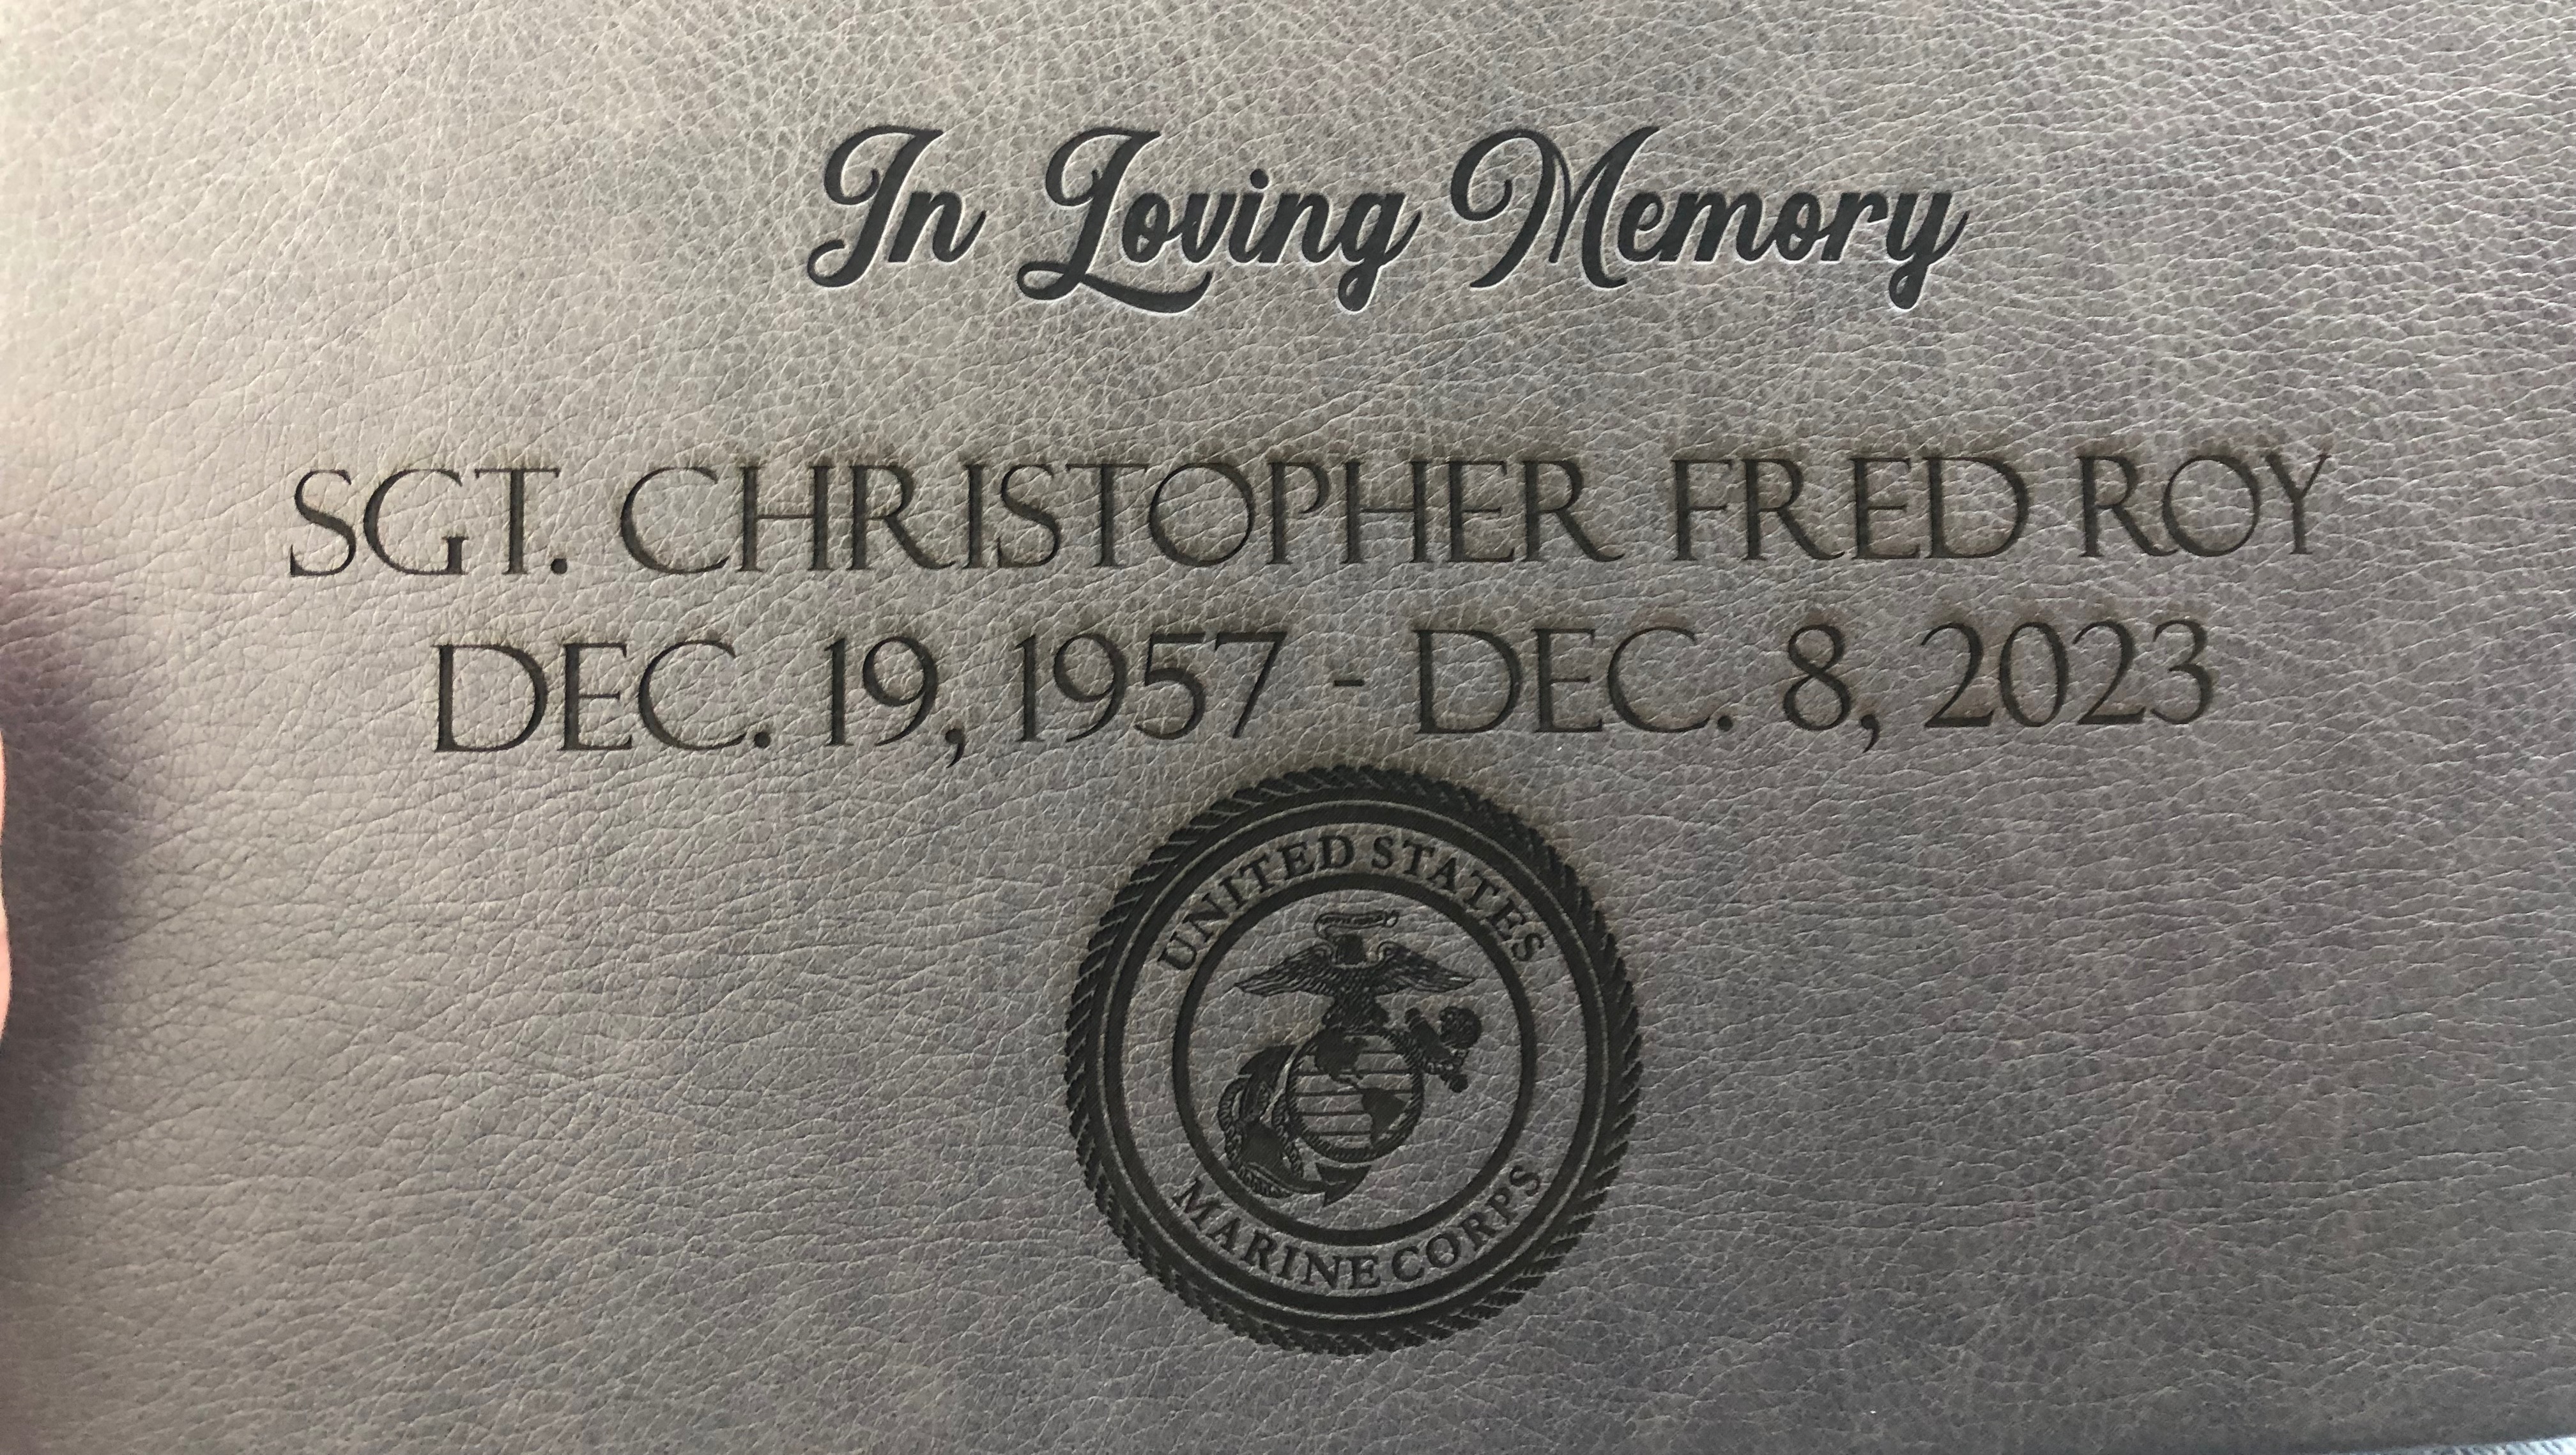 In Loving Memory
SGT. CHRISTOPHER FRED ROY
DEC. 19, 1957 - DEC. 8, 2023
UNITED STATES
MARINE CORPS